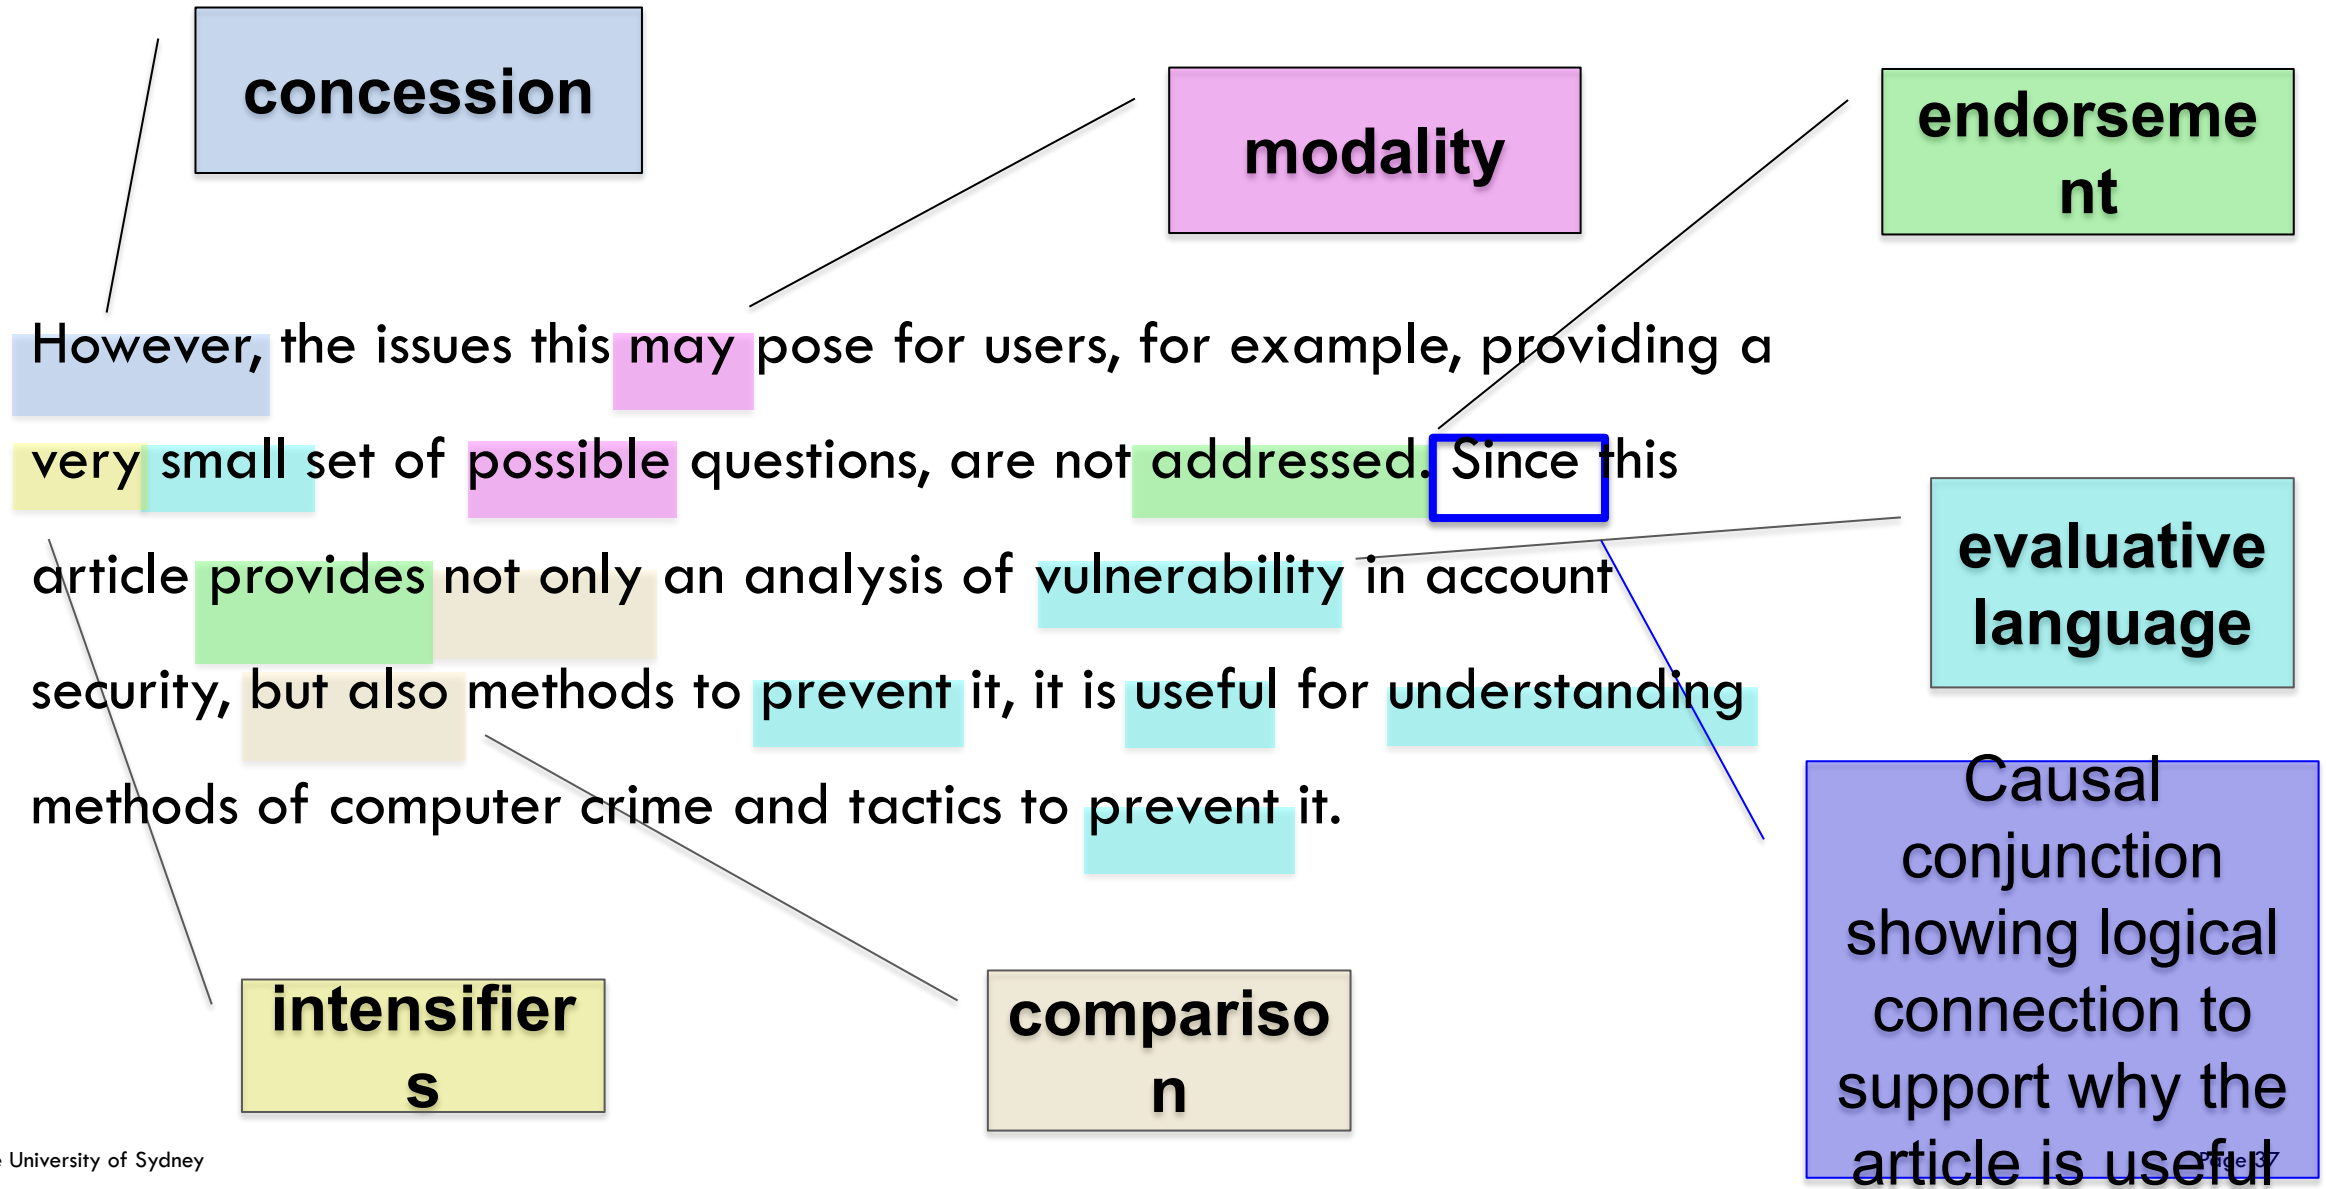 concession
modality
endorseme
nt
However, the issues this may pose for users, for example, providing a
very small set of possible questions, are not addressed. Since this
article provides not only an analysis of vulnerability in account
security, but also methods to prevent it, it is useful for understanding
methods of computer crime and tactics to prevent it.
evaluative
language
Causal
conjunction
showing logical
connection to
support why the
article is useful
intensifier
s
compariso
n
University of Sydney
Page 37